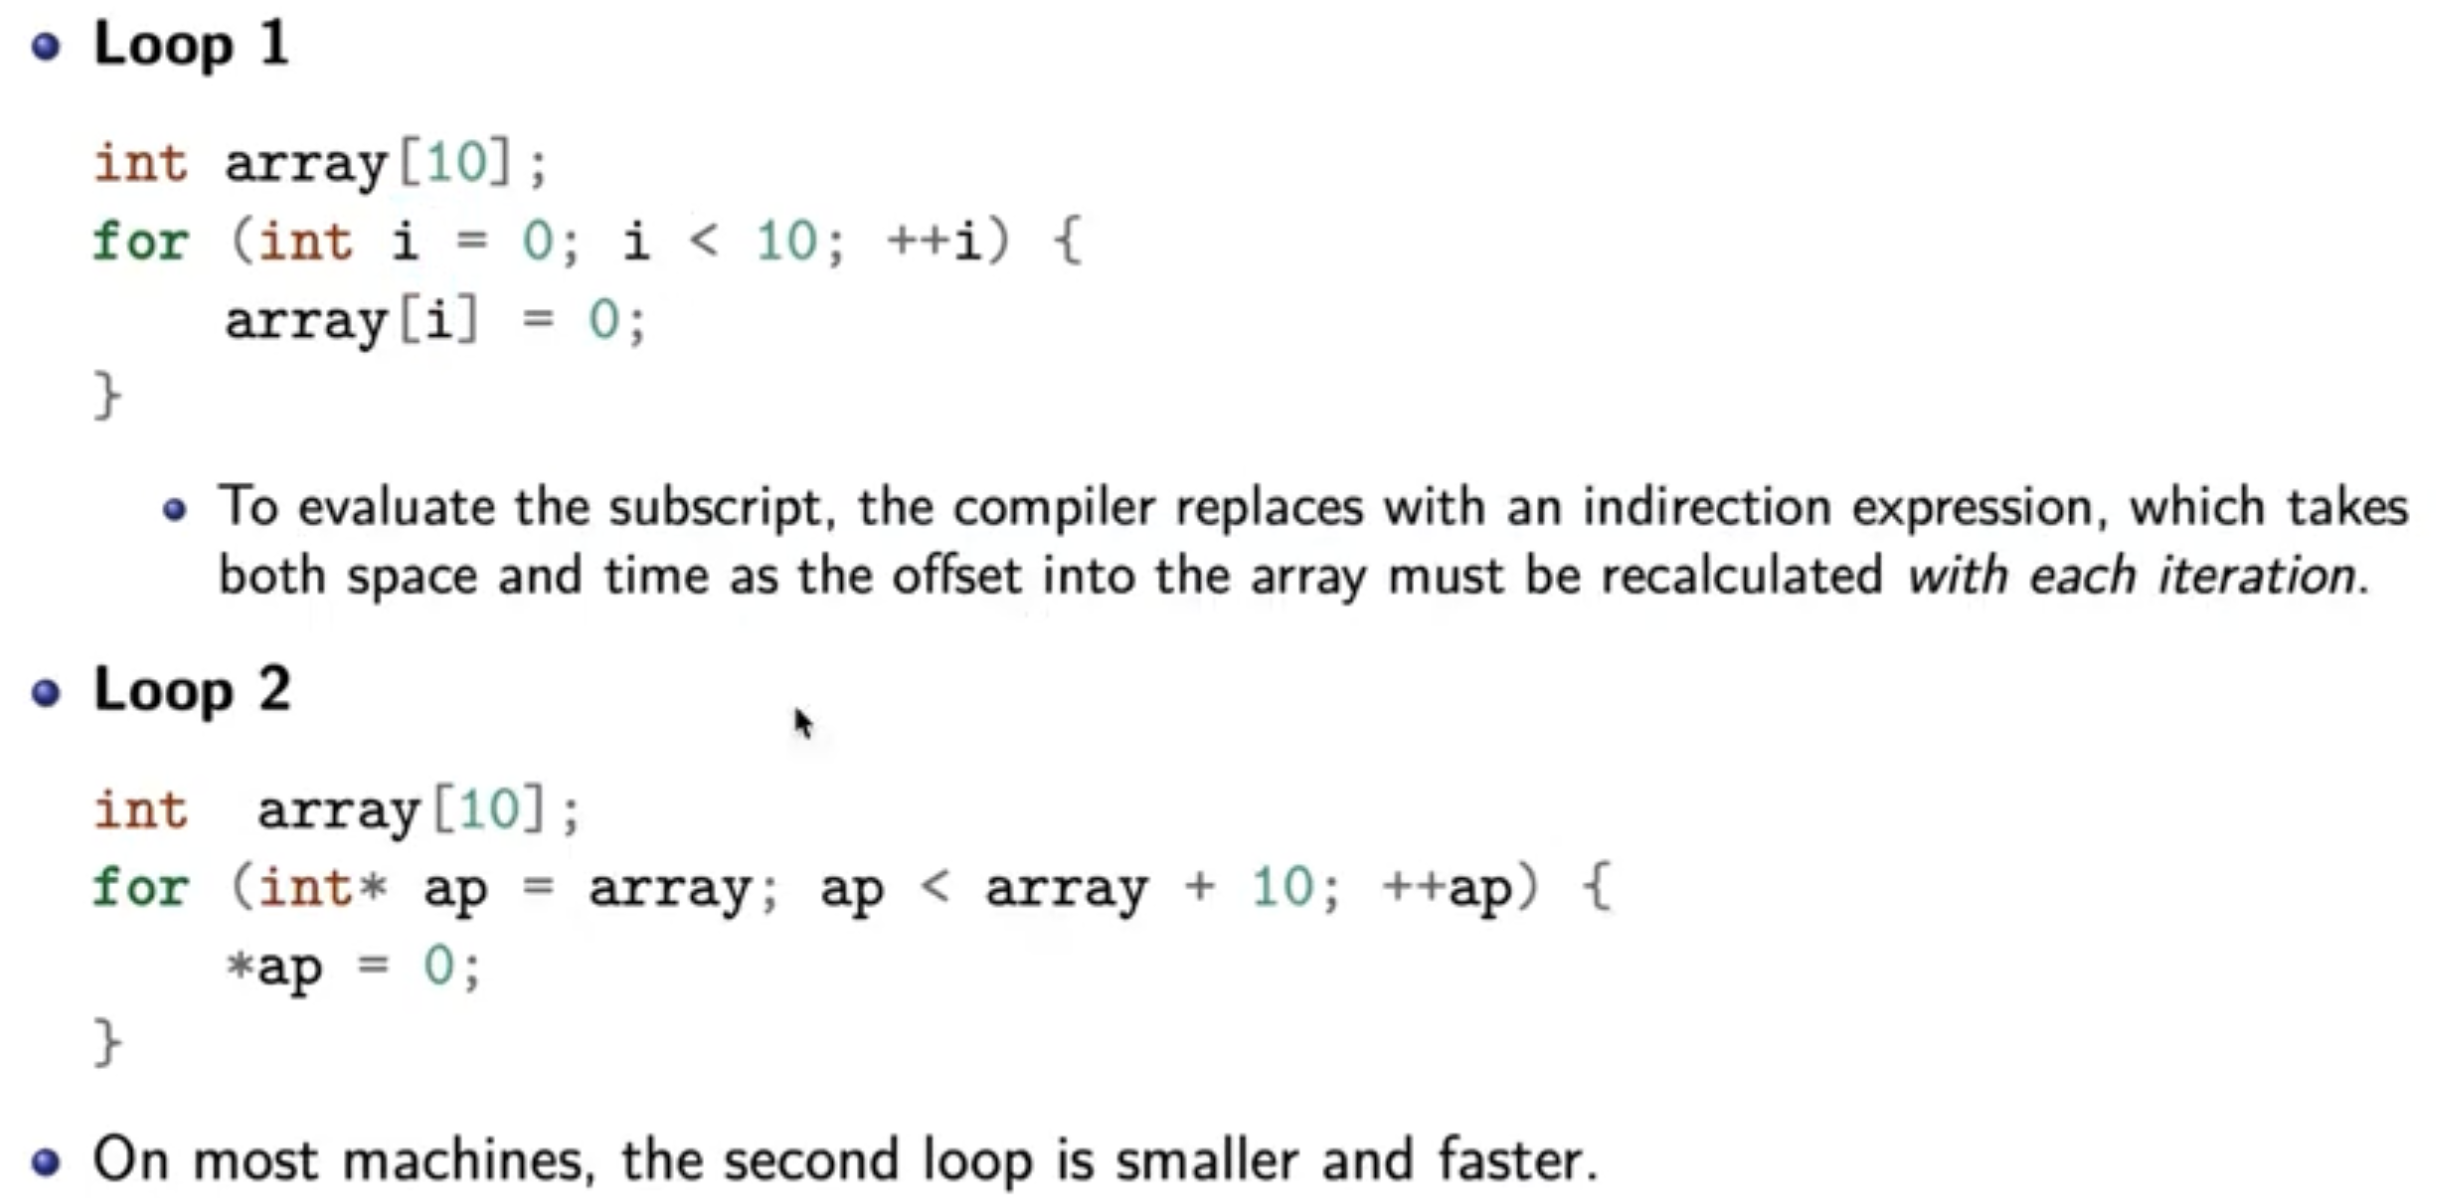 Loop 1
int array[10];
for (int i = 0; i < 10; ++i) {
    array[i] = 0;
}
To evaluate the subscript, the compiler replaces with an indirection expression, which takes
both space and time as the offset into the array must be recalculated with each iteration.
Loop 2
int  array[10];
for (int* ap = array; ap < array + 10; ++ap) {
    *ap = 0;
}
On most machines, the second loop is smaller and faster.